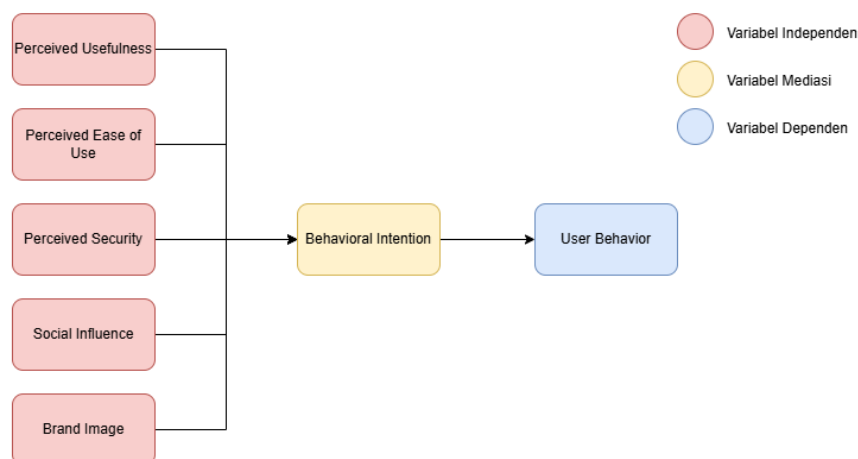 Perceived Usefulness
Perceived Ease of
Use
Perceived Security
Social Influence
Brand Image
Behavioral Intention
User Behavior
Variabel Independen
Variabel Mediasi
Variabel Dependen